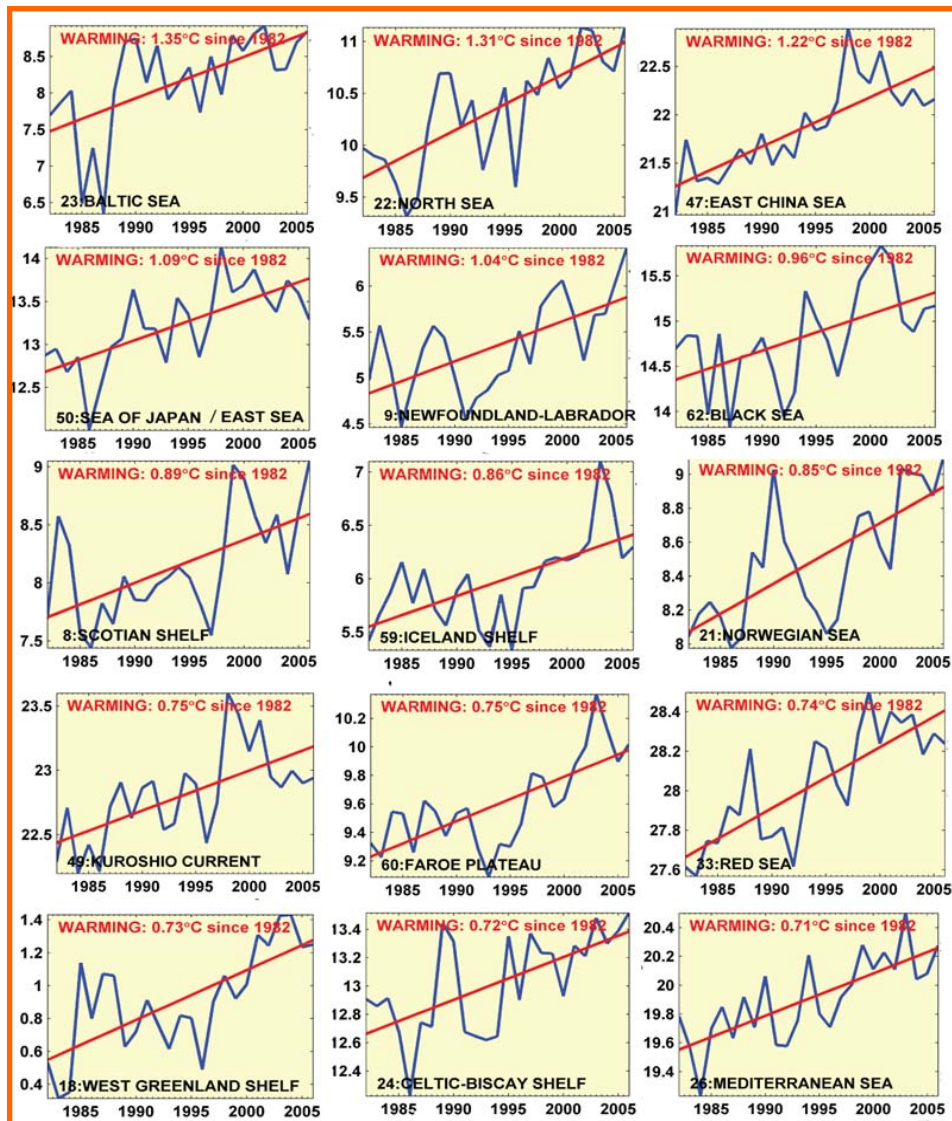 WARMING: 1.35°C since 1982
8.5
8
7.5
7
6.5
23:BALTIC SEA
1985 1990 1995 2000 2005
WARMING: 1.31°C since 1982
11
10.5
10
9.5
22:NORTH SEA
1985 1990 1995 2000 2005
WARMING: 1.22°C since 1982
22.5
22
21.5
21
47:EAST CHINA SEA
1985 1990 1995 2000 2005
WARMING: 1.09°C since 1982
14
13.5
13
12.5
50:SEA OF JAPAN / EAST SEA
1985 1990 1995 2000 2005
WARMING: 1.04°C since 1982
6
5.5
5
4.5
9:NEWFOUNDLAND-LABRADOR
1985 1990 1995 2000 2005
WARMING: 0.96°C since 1982
15.5
15
14.5
14
62:BLACK SEA
1985 1990 1995 2000 2005
WARMING: 0.89°C since 1982
9
8.5
8
7.5
8:SCOTIAN SHELF
1985 1990 1995 2000 2005
WARMING: 0.86°C since 1982
7
6.5
6
5.5
59:ICELAND SHELF
1985 1990 1995 2000 2005
WARMING: 0.85°C since 1982
9
8.8
8.6
8.4
8.2
8
21:NORWEGIAN SEA
1985 1990 1995 2000 2005
WARMING: 0.75°C since 1982
23.5
23
22.5
49:KUROSHIO CURRENT
1985 1990 1995 2000 2005
WARMING: 0.75°C since 1982
10.2
10
9.8
9.6
9.4
9.2
60:FAROE PLATEAU
1985 1990 1995 2000 2005
WARMING: 0.74°C since 1982
28.4
28.2
28
27.8
27.6
33:RED SEA
1985 1990 1995 2000 2005
WARMING: 0.73°C since 1982
1.4
1.2
1
0.8
0.6
0.4
18:WEST GREENLAND SHELF
1985 1990 1995 2000 2005
WARMING: 0.72°C since 1982
13.4
13.2
13
12.8
12.6
12.4
24:CELTIC-BISCAY SHELF
1985 1990 1995 2000 2005
WARMING: 0.71°C since 1982
20.4
20.2
20
19.8
19.6
19.4
26:MEDITERRANEAN SEA
1985 1990 1995 2000 2005